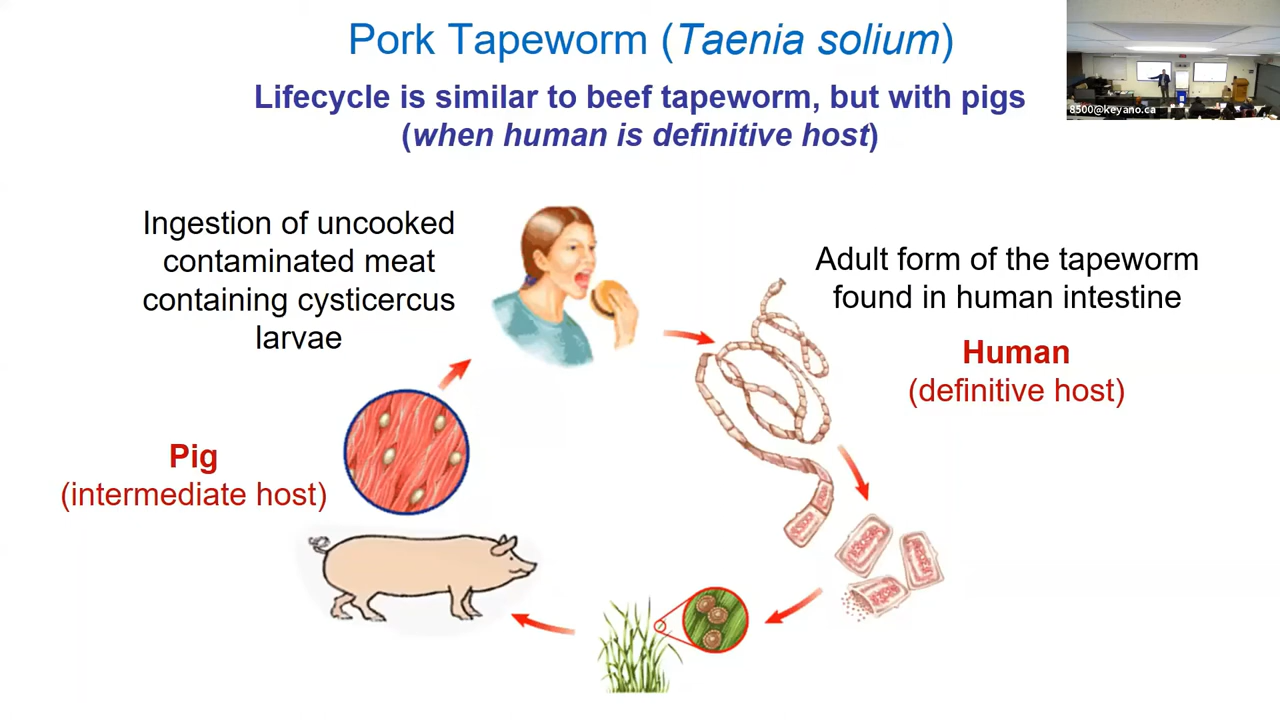 Pork Tapeworm (Taenia solium)
8500@keyano.ca
Lifecycle is similar to beef tapeworm, but with pigs
(when human is definitive host)
Ingestion of uncooked
contaminated meat
containing cysticercus
larvae
Adult form of the tapeworm
found in human intestine
Human
(definitive host)
Pig
(intermediate host)